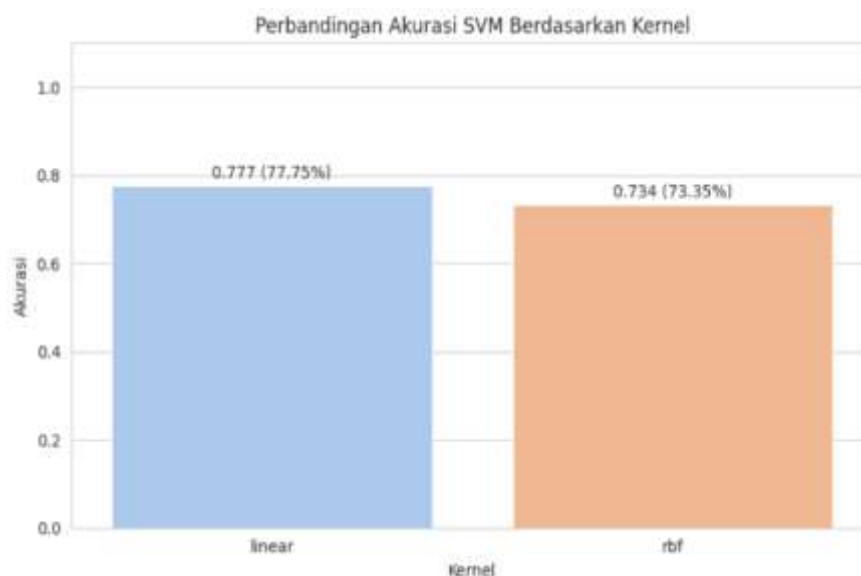 Perbandingan Akurasi SVM Berdasarkan Kernel
1.0
0.8
0.6
0.4
0.2
0.0
Akurasi
0.777 (77.75%)
0.734 (73.35%)
linear
rbf
Kernel